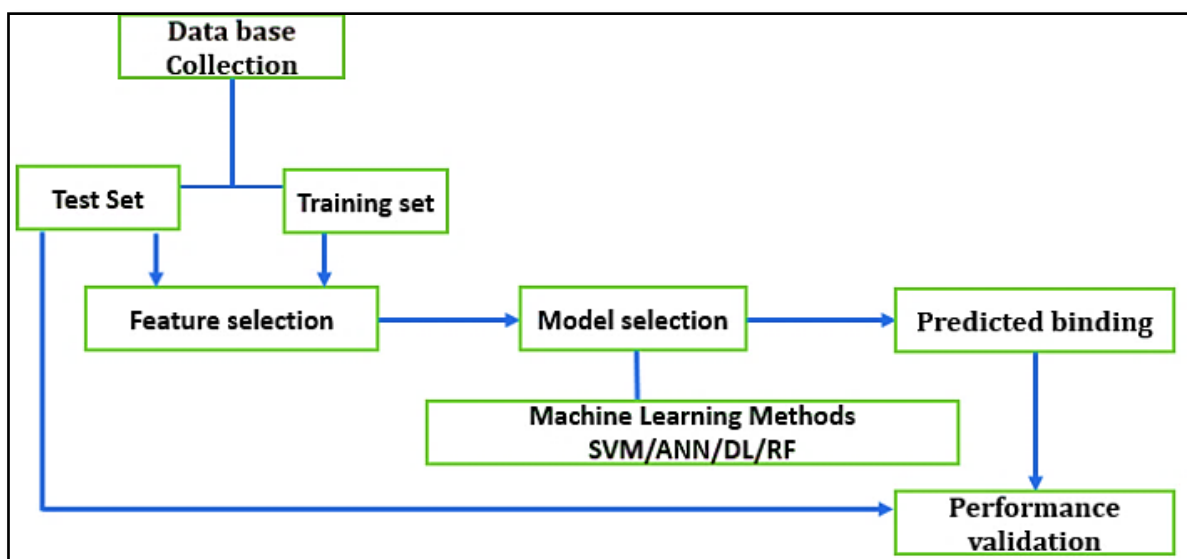 Data base
Collection
Test Set
Training set
Feature selection
Model selection
Predicted binding
Machine Learning Methods
SVM/ANN/DL/RF
Performance
validation